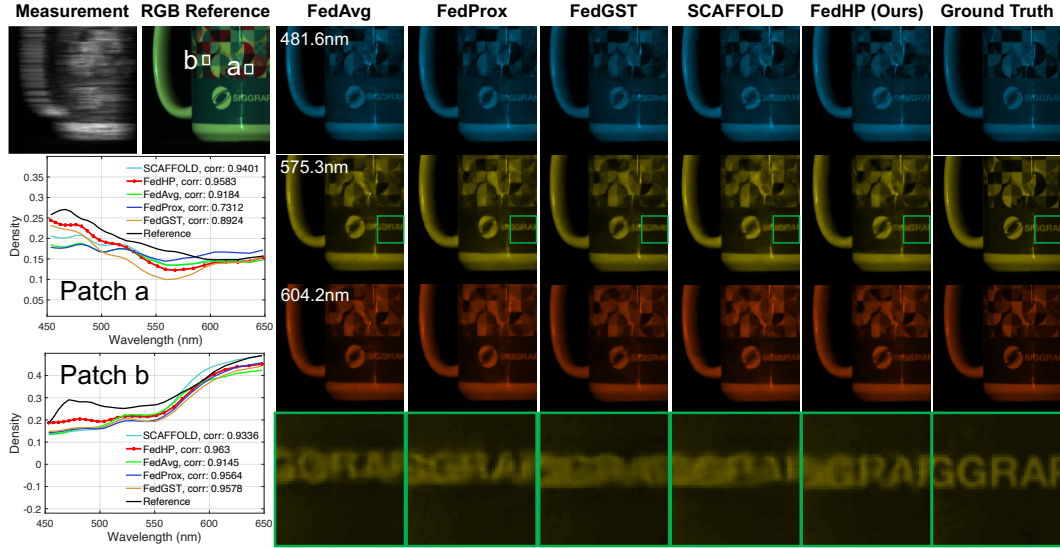 Measurement
RGB Reference
FedAvg
FedProx
FedGST
SCAFFOLD
FedHP (Ours)
Ground Truth
b
a
SIGGRAP
481.6nm
575.3nm
604.2nm
0.35
0.3
0.25
0.2
0.15
0.1
0.05
Density
SCAFFOLD, corr: 0.9401
FedHP, corr: 0.9583
FedAvg, corr: 0.9184
FedProx, corr: 0.7312
FedGST, corr: 0.8924
Reference
Patch a
450 500 550 600 650
Wavelength (nm)
0.4
0.3
0.2
0.1
0
-0.1
-0.2
Density
Patch b
SCAFFOLD, corr: 0.9336
FedHP, corr: 0.963
FedAvg, corr: 0.9145
FedProx, corr: 0.9564
FedGST, corr: 0.9578
Reference
450 500 550 600 650
Wavelength (nm)
GGRAP